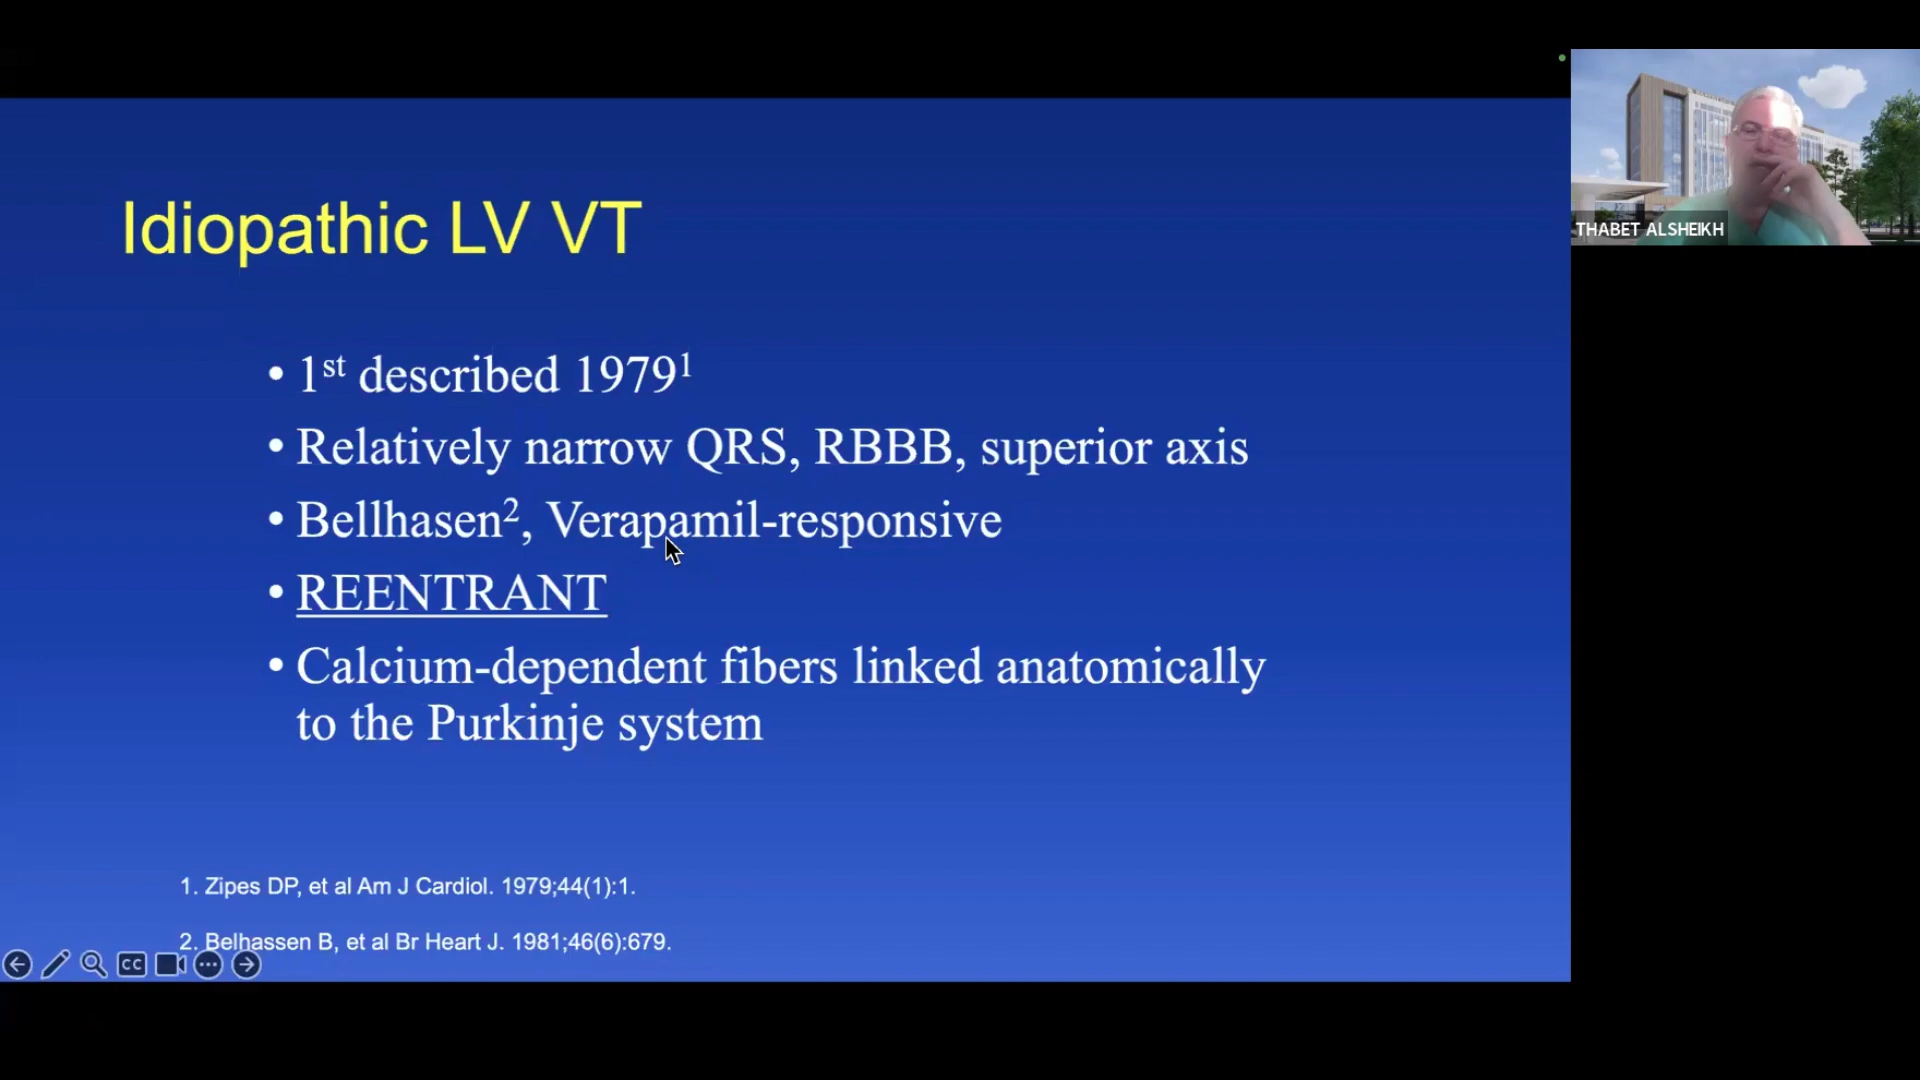 THABET ALSHEIKH
Idiopathic LV VT
• 1st described 1979¹
• Relatively narrow QRS, RBBB, superior axis
• Bellhasen², Verapamil-responsive
• REENTRANT
• Calcium-dependent fibers linked anatomically
to the Purkinje system
1. Zipes DP, et al Am J Cardiol. 1979;44(1):1.
2. Belhassen B, et al Br Heart J. 1981;46(6):679.
CC